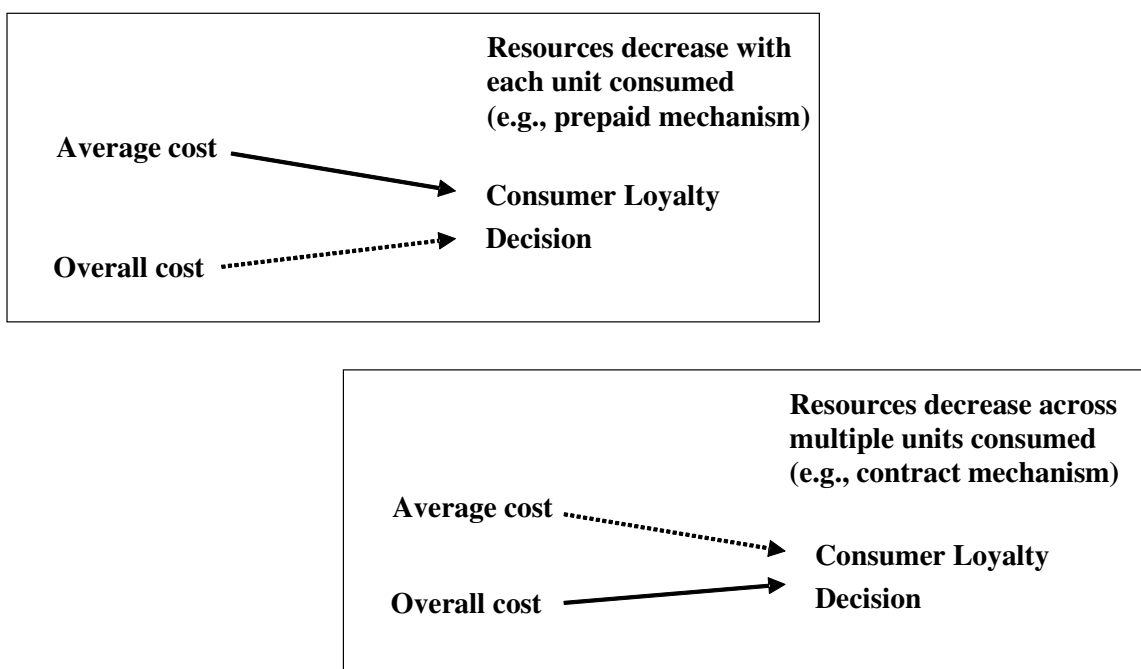 Resources decrease with
each unit consumed
(e.g., prepaid mechanism)
Average cost
Consumer Loyalty
Decision
Overall cost
Resources decrease across
multiple units consumed
(e.g., contract mechanism)
Average cost
Consumer Loyalty
Decision
Overall cost